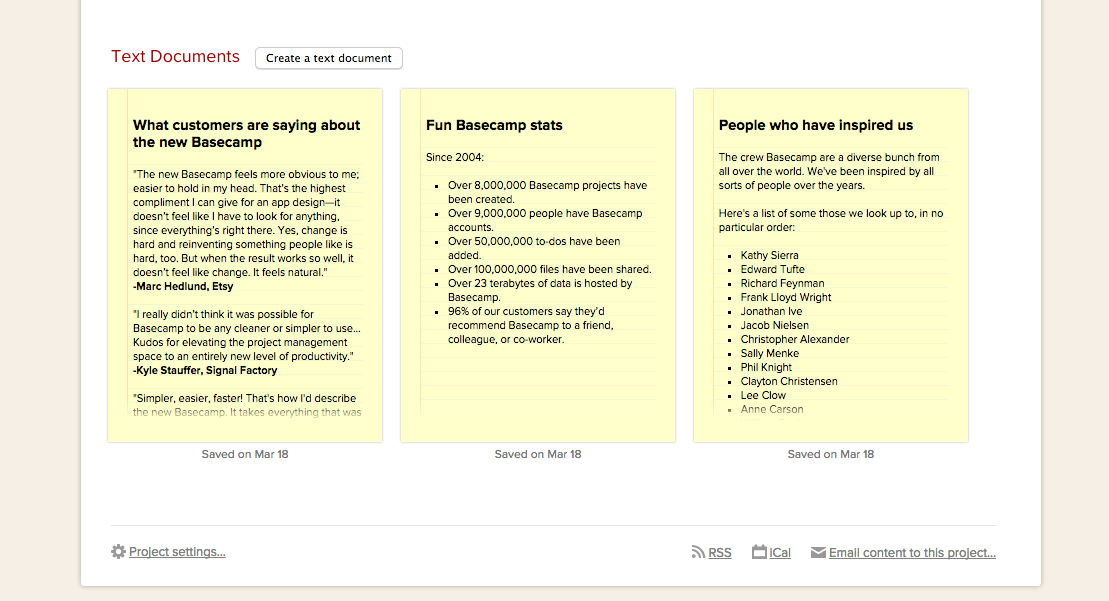 Text Documents
Create a text document
What customers are saying about
the new Basecamp
"The new Basecamp feels more obvious to me;
easier to hold in my head. That's the highest
compliment I can give for an app design—it
doesn't feel like I have to look for anything,
since everything's right there. Yes, change is
hard and reinventing something people like is
hard, too. But when the result works so well, it
doesn't feel like change. It feels natural."
-Marc Hedlund, Etsy
"I really didn't think it was possible for
Basecamp to be any cleaner or simpler to use...
Kudos for elevating the project management
space to an entirely new level of productivity."
-Kyle Stauffer, Signal Factory
"Simpler, easier, faster! That's how I'd describe
the new Basecamp. It takes everything that was
Saved on Mar 18
Fun Basecamp stats
Since 2004:
Over 8,000,000 Basecamp projects have
been created.
Over 9,000,000 people have Basecamp
accounts.
Over 50,000,000 to-dos have been
added.
Over 100,000,000 files have been shared.
Over 23 terabytes of data is hosted by
Basecamp.
96% of our customers say they'd
recommend Basecamp to a friend,
colleague, or co-worker.
Saved on Mar 18
People who have inspired us
The crew Basecamp are a diverse bunch from
all over the world. We've been inspired by all
sorts of people over the years.
Here's a list of some those we look up to, in no
particular order:
Kathy Sierra
Edward Tufte
Richard Feynman
Frank Lloyd Wright
Jonathan Ive
Jacob Nielsen
Christopher Alexander
Sally Menke
Phil Knight
Clayton Christensen
Lee Clow
Anne Carson
Saved on Mar 18
Project settings...
RSS
iCal
Email content to this project...